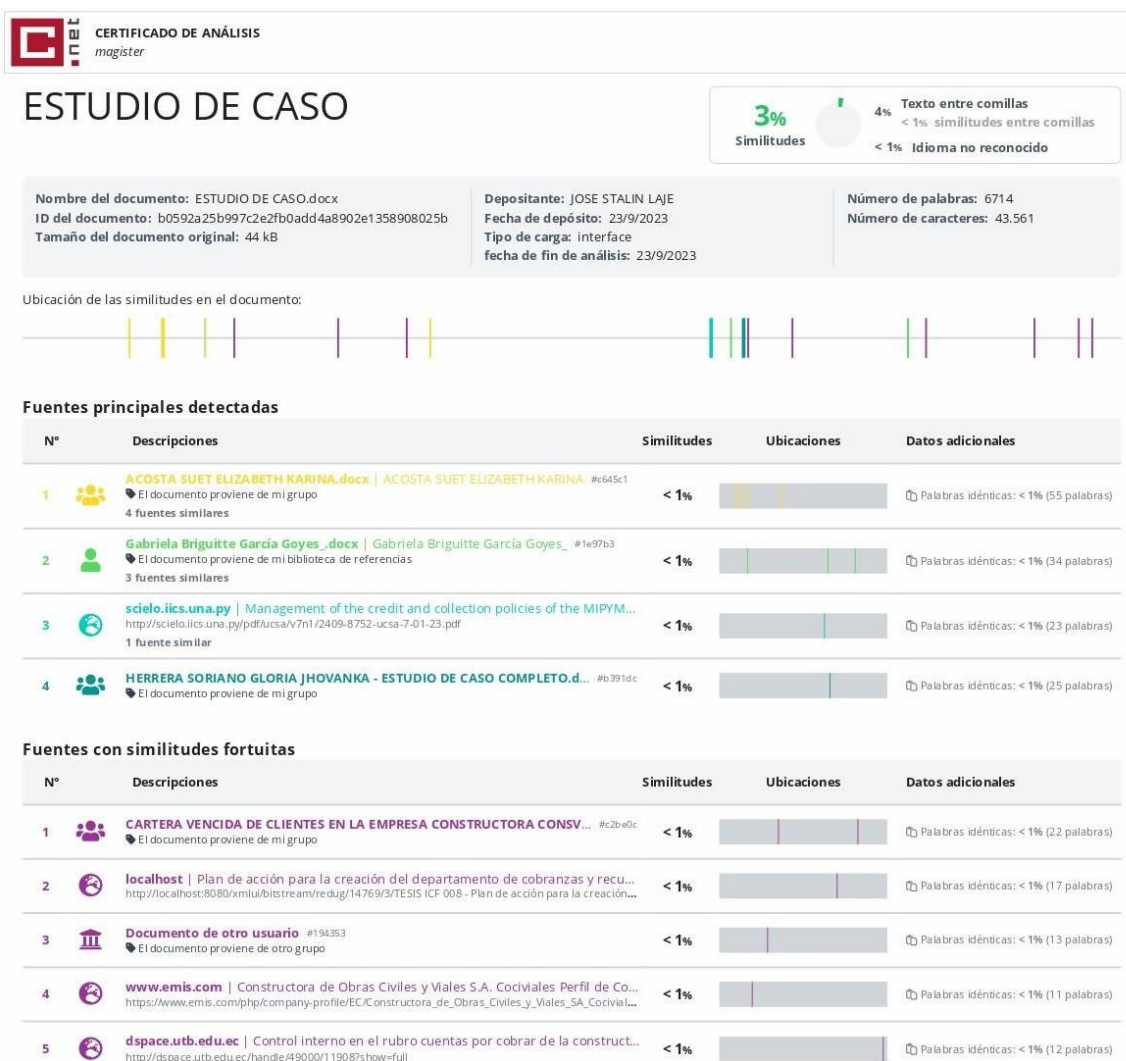 C .net
CERTIFICADO DE ANÁLISIS
magister
ESTUDIO DE CASO
3%
Similitudes
4% Texto entre comillas
< 1% similitudes entre comillas
< 1% Idioma no reconocido
Nombre del documento: ESTUDIO DE CASO.docx
ID del documento: b0592a25b997c2e2fb0add4a8902e1358908025b
Tamaño del documento original: 44 kB
Depositante: JOSE STALIN LAJE
Fecha de depósito: 23/9/2023
Tipo de carga: interface
fecha de fin de análisis: 23/9/2023
Número de palabras: 6714
Número de caracteres: 43.561
Ubicación de las similitudes en el documento:
Fuentes principales detectadas
N° Descripciones Similitudes Ubicaciones Datos adicionales
1 ACOSTA SUET ELIZABETH KARINA.docx | ACOSTA SUET ELIZABETH KARINA #c645c1
El documento proviene de mi grupo
4 fuentes similares
< 1% Palabras idénticas: < 1% (55 palabras)
2 Gabriela Briguitte García Goyes_.docx | Gabriela Briguitte García Goyes_ #1e97b3
El documento proviene de mi biblioteca de referencias
3 fuentes similares
< 1% Palabras idénticas: < 1% (34 palabras)
3 scielo.iics.una.py | Management of the credit and collection policies of the MIPYM...
http://scielo.iics.una.py/pdf/ucsa/v7n1/2409-8752-ucsa-7-01-23.pdf
1 fuente similar
< 1% Palabras idénticas: < 1% (23 palabras)
4 HERRERA SORIANO GLORIA JHOVANKA - ESTUDIO DE CASO COMPLETO.d... #b391dc
El documento proviene de mi grupo
< 1% Palabras idénticas: < 1% (25 palabras)
Fuentes con similitudes fortuitas
N° Descripciones Similitudes Ubicaciones Datos adicionales
1 CARTERA VENCIDA DE CLIENTES EN LA EMPRESA CONSTRUCTORA CONSV... #c2be0c
El documento proviene de mi grupo
< 1% Palabras idénticas: < 1% (22 palabras)
2 localhost | Plan de acción para la creación del departamento de cobranzas y recu...
http://localhost:8080/xmlui/bitstream/redug/14769/3/TESIS ICF 008 - Plan de acción para la creación...
< 1% Palabras idénticas: < 1% (17 palabras)
3 Documento de otro usuario #194353
El documento proviene de otro grupo
< 1% Palabras idénticas: < 1% (13 palabras)
4 www.emis.com | Constructora de Obras Civiles y Viales S.A. Cociviales Perfil de Co...
https://www.emis.com/php/company-profile/EC/Constructora_de_Obras_Civiles_y_Viales_SA_Cocivial...
< 1% Palabras idénticas: < 1% (11 palabras)
5 dspace.utb.edu.ec | Control interno en el rubro cuentas por cobrar de la construct...
http://dspace.utb.edu.ec/handle/49000/11908?show=full
< 1% Palabras idénticas: < 1% (12 palabras)